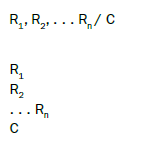 R₁, R₂, . . . Rₙ / C
R₁
R₂
. . . Rₙ
C